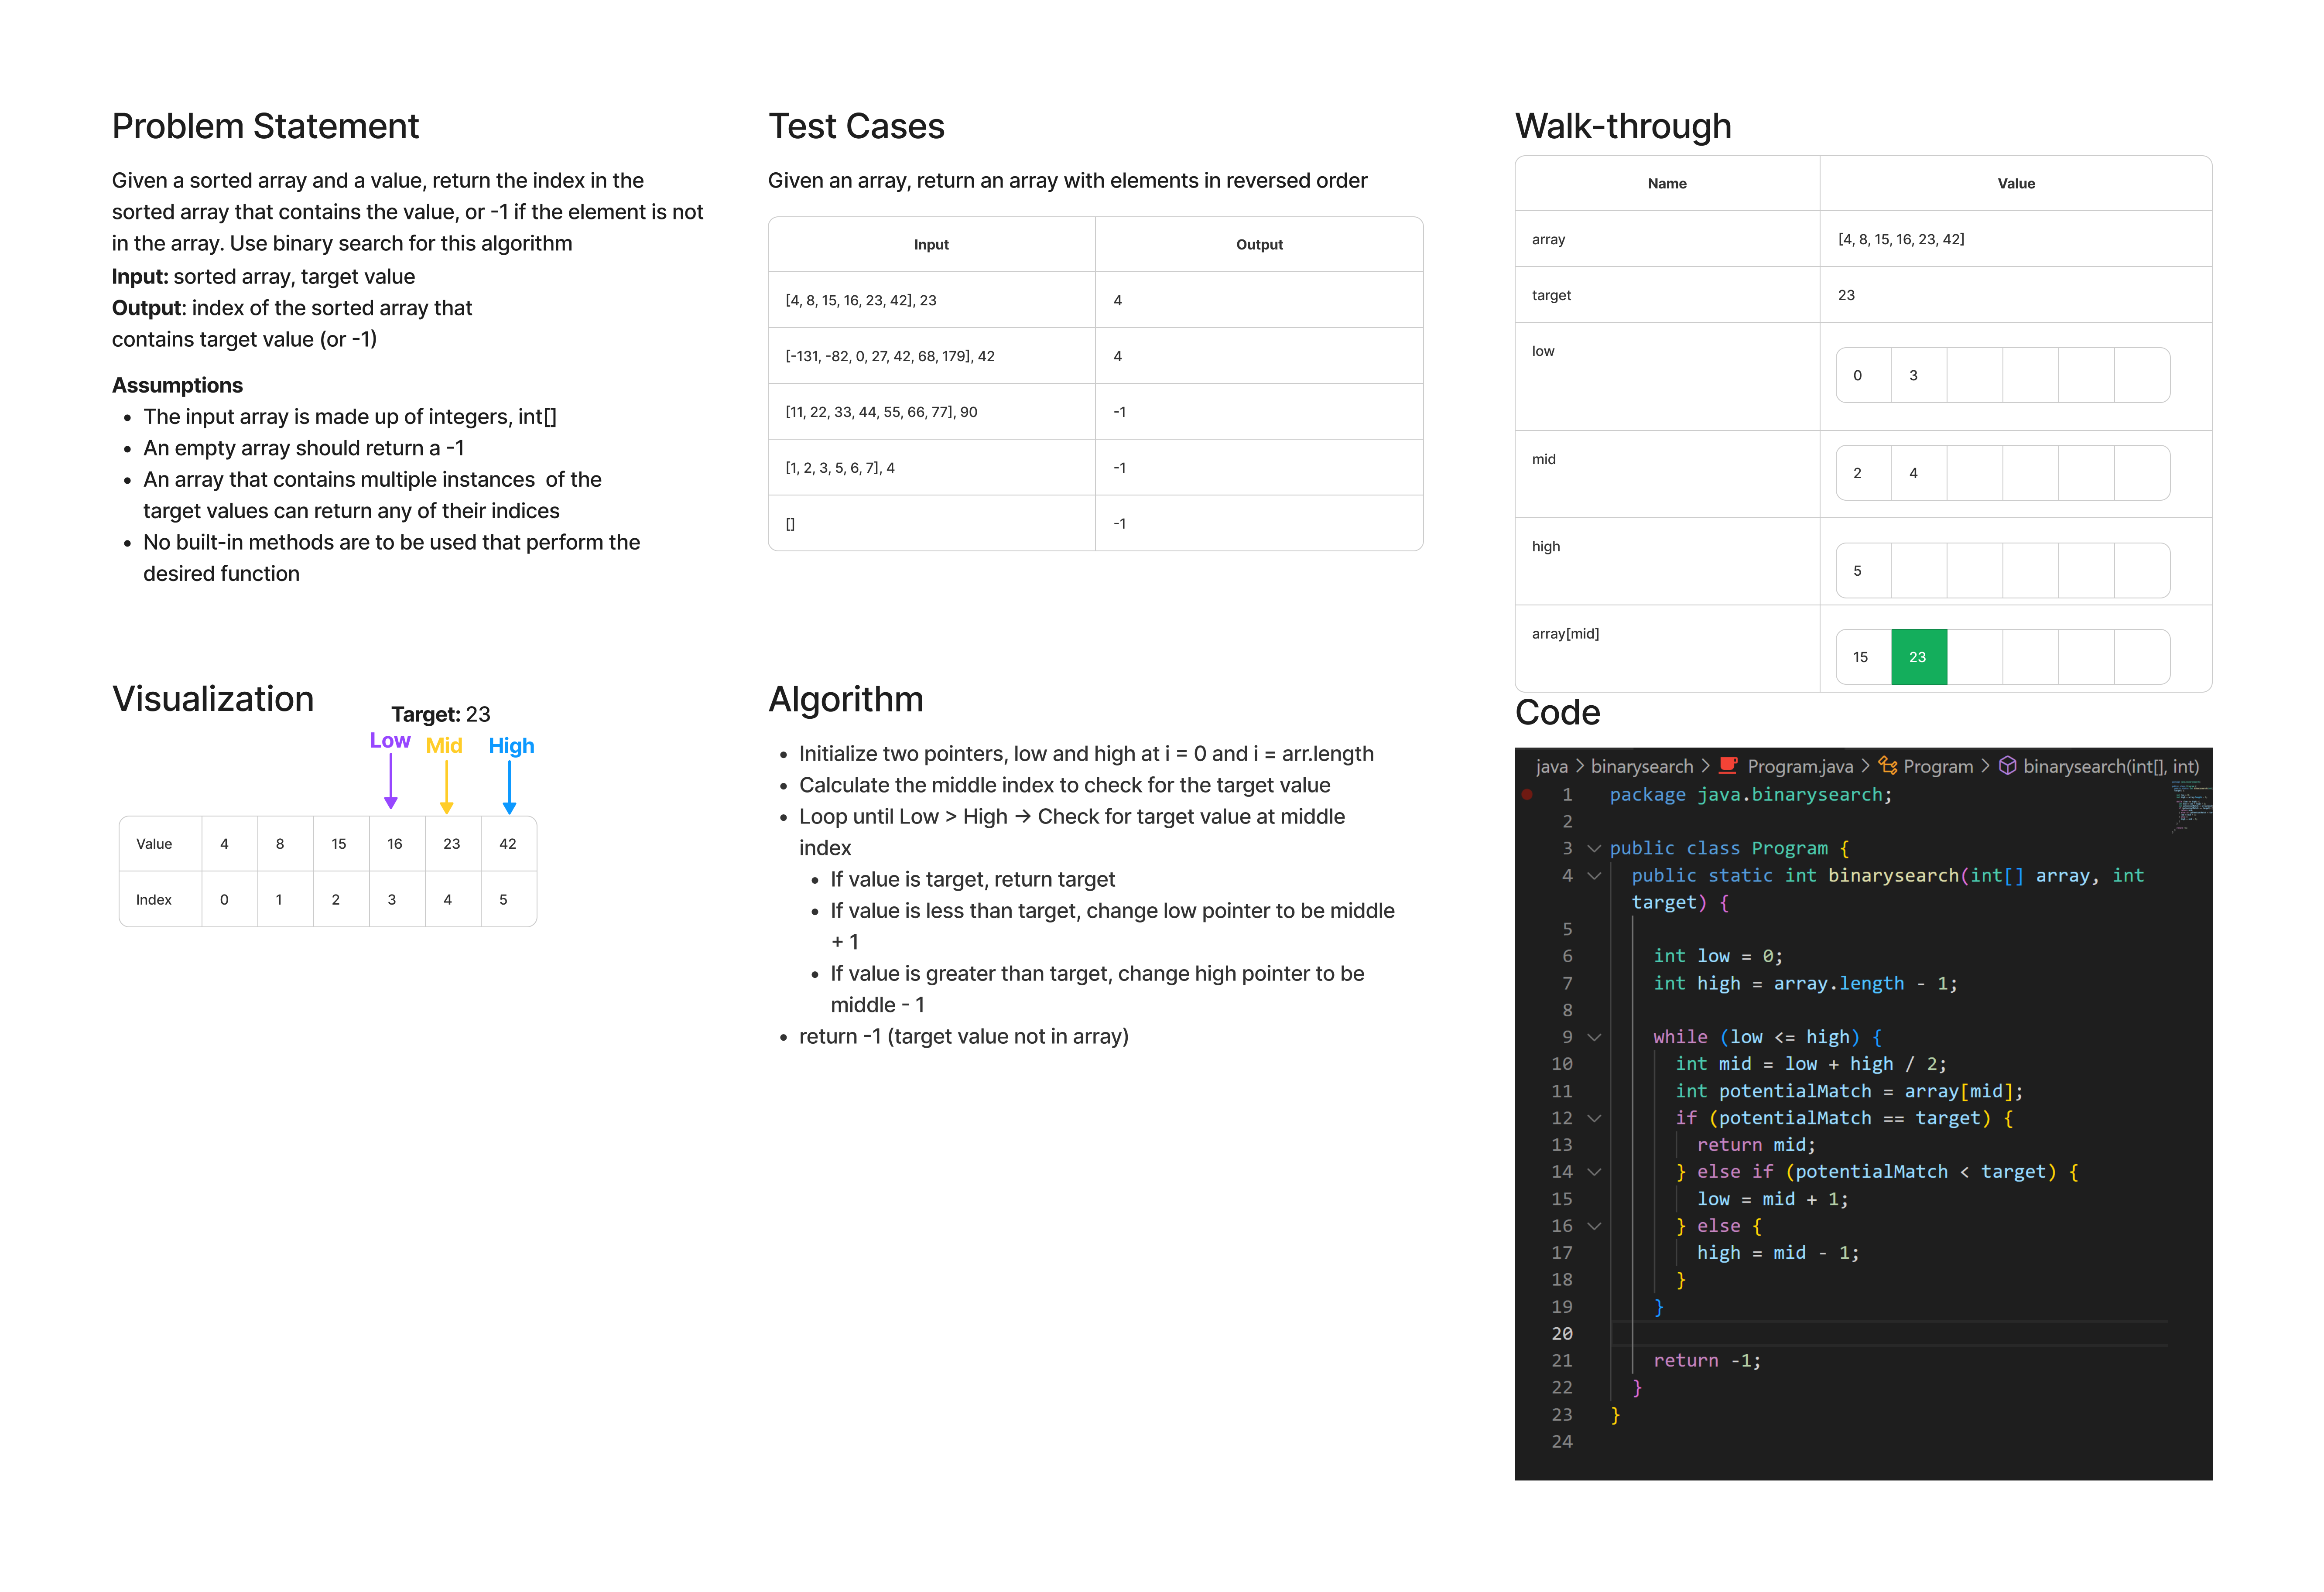 Problem Statement
Given a sorted array and a value, return the index in the
sorted array that contains the value, or -1 if the element is not
in the array. Use binary search for this algorithm
Input: sorted array, target value
Output: index of the sorted array that
contains target value (or -1)
Assumptions
• The input array is made up of integers, int[]
• An empty array should return a -1
• An array that contains multiple instances  of the
target values can return any of their indices
• No built-in methods are to be used that perform the
desired function
Test Cases
Given an array, return an array with elements in reversed order
Input Output
[4, 8, 15, 16, 23, 42], 23 4
[-131, -82, 0, 27, 42, 68, 179], 42 4
[11, 22, 33, 44, 55, 66, 77], 90 -1
[1, 2, 3, 5, 6, 7], 4 -1
[] -1
Walk-through
Name Value
array [4, 8, 15, 16, 23, 42]
target 23
low 0 3
mid 2 4
high 5
array[mid] 15 23
Visualization
Target: 23
Low Mid High
Value 4 8 15 16 23 42
Index 0 1 2 3 4 5
Algorithm
• Initialize two pointers, low and high at i = 0 and i = arr.length
• Calculate the middle index to check for the target value
• Loop until Low > High → Check for target value at middle
index
• If value is target, return target
• If value is less than target, change low pointer to be middle
+ 1
• If value is greater than target, change high pointer to be
middle - 1
• return -1 (target value not in array)
Code
java > binarysearch > Program.java > Program > binarysearch(int[], int)
1 package java.binarysearch;
2
3 public class Program {
4 public static int binarysearch(int[] array, int
target) {
5
6 int low = 0;
7 int high = array.length - 1;
8
9 while (low <= high) {
10 int mid = low + high / 2;
11 int potentialMatch = array[mid];
12 if (potentialMatch == target) {
13 return mid;
14 } else if (potentialMatch < target) {
15 low = mid + 1;
16 } else {
17 high = mid - 1;
18 }
19 }
20
21 return -1;
22 }
23 }
24